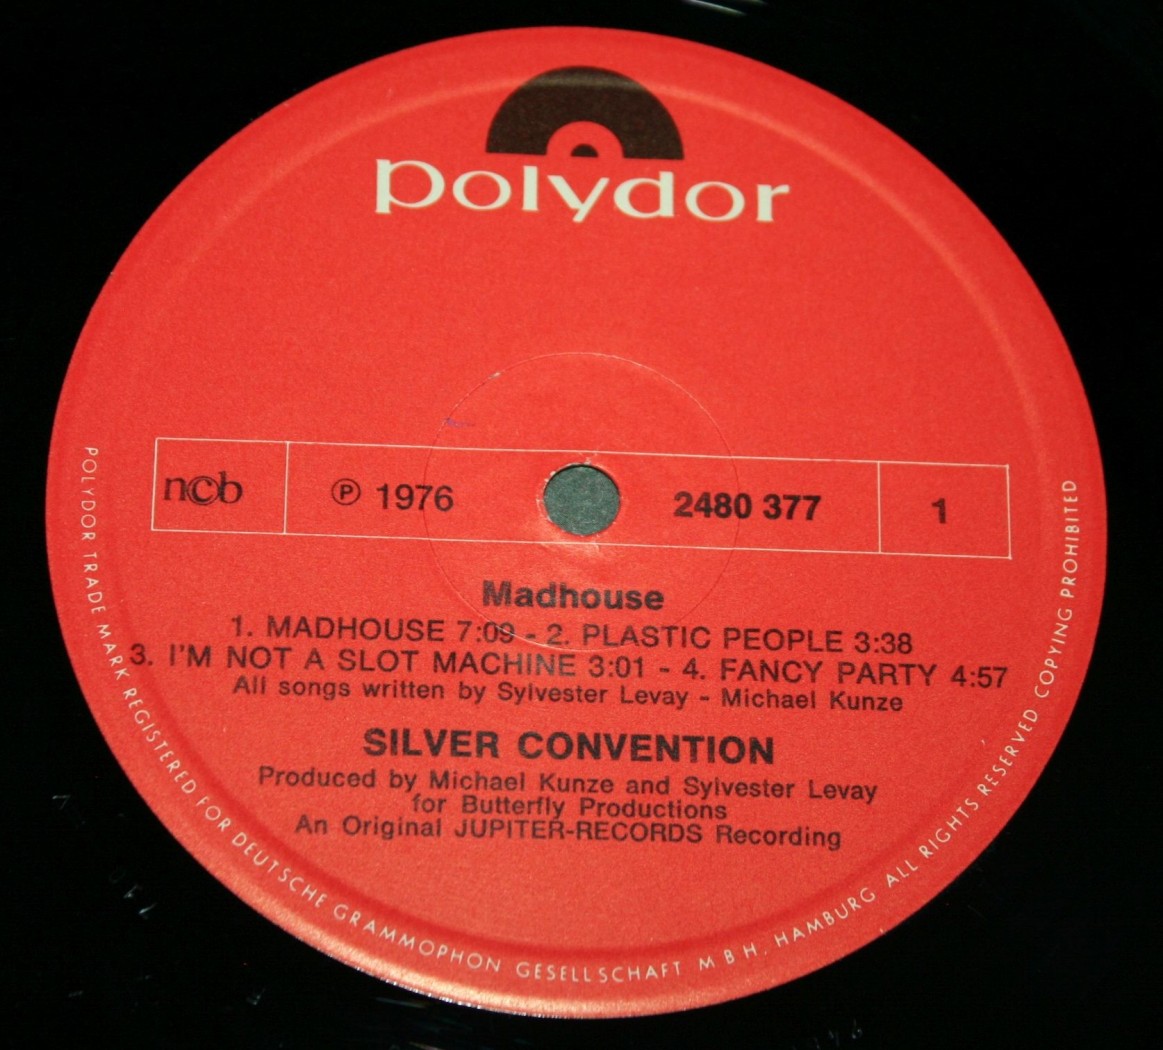 polydor
ncb
℗ 1976
2480 377
1
Madhouse
1. MADHOUSE 7:09 - 2. PLASTIC PEOPLE 3:38
3. I'M NOT A SLOT MACHINE 3:01 - 4. FANCY PARTY 4:57
All songs written by Sylvester Levay - Michael Kunze
SILVER CONVENTION
Produced by Michael Kunze and Sylvester Levay
for Butterfly Productions
An Original JUPITER-RECORDS Recording
POLYDOR TRADE MARK REGISTERED FOR DEUTSCHE GRAMMOPHON GESELLSCHAFT M B H. HAMBURG ALL RIGHTS RESERVED COPYING PROHIBITED